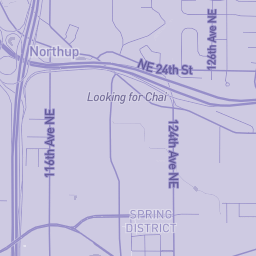 Northup
NE 24th St
126th Ave NE
Looking for Chai
116th Ave NE
124th Ave NE
SPRING
DISTRICT